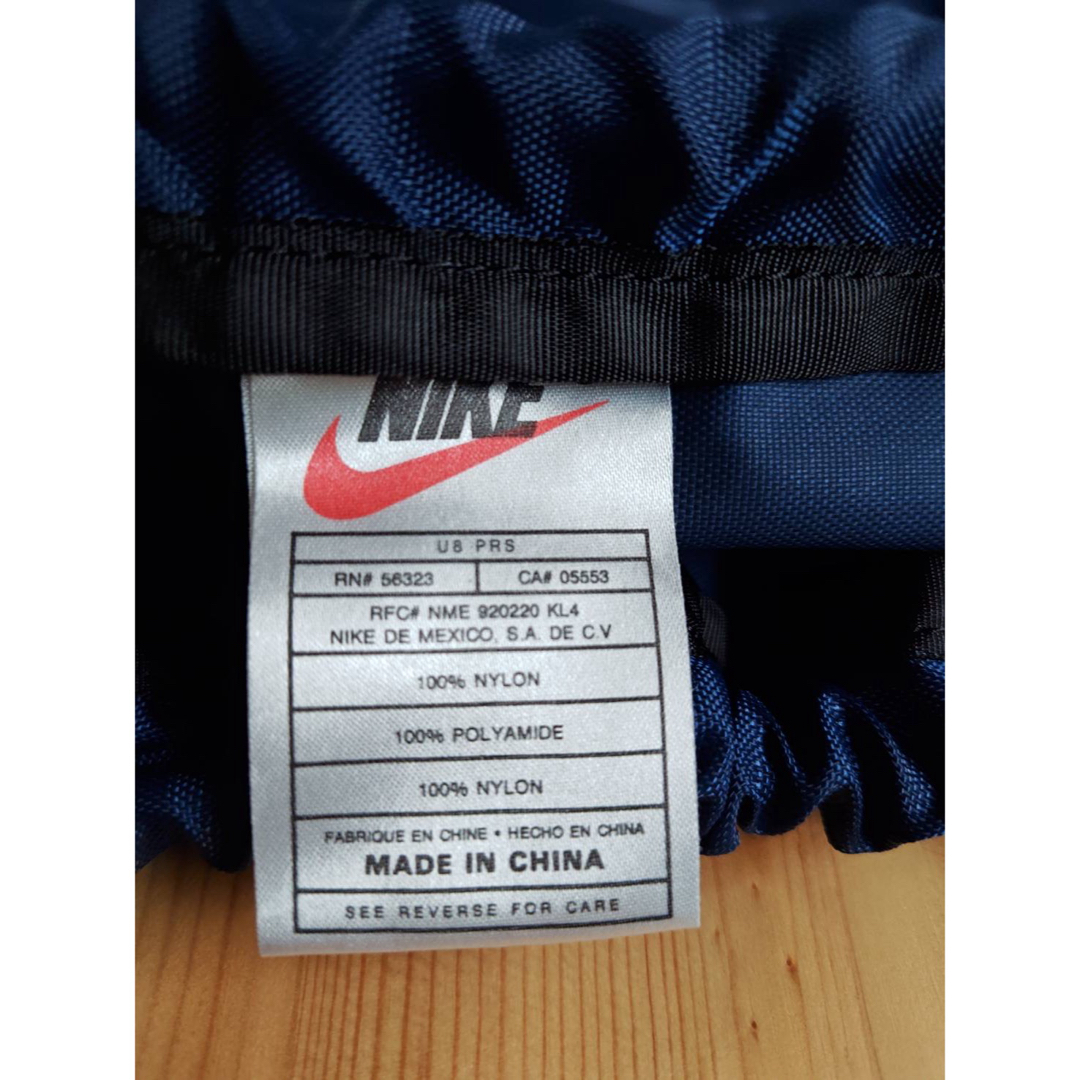 NIKE
U8 PRS
RN# 56323 CA# 05553
RFC# NME 920220 KL4
NIKE DE MEXICO, S.A. DE C.V
100% NYLON
100% POLYAMIDE
100% NYLON
FABRIQUE EN CHINE • HECHO EN CHINA
MADE IN CHINA
SEE REVERSE FOR CARE